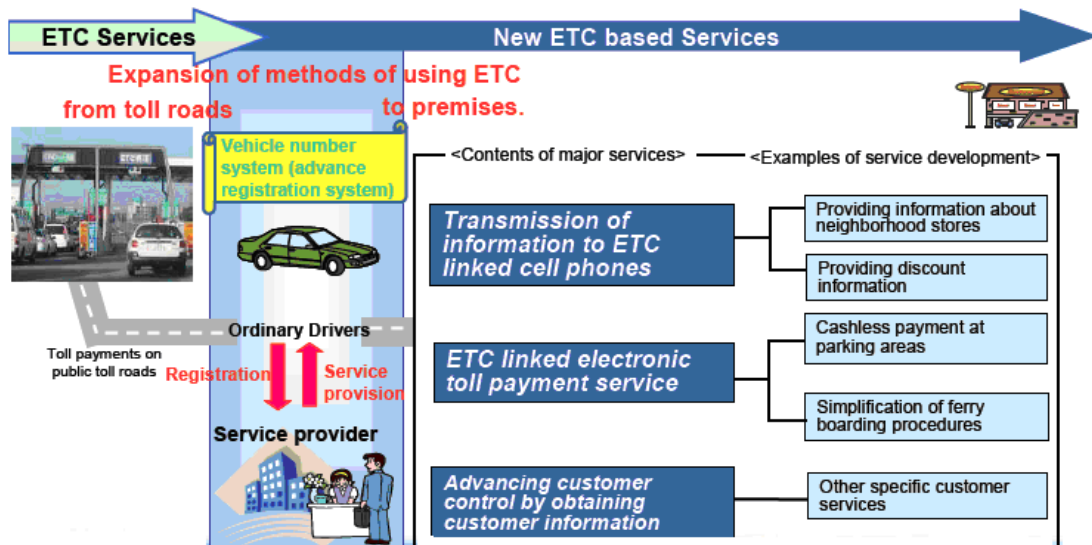 ETC Services
New ETC based Services
Expansion of methods of using ETC
from toll roads
to premises.
Vehicle number
system (advance
registration system)
<Contents of major services>
<Examples of service development>
Transmission of
information to ETC
linked cell phones
Providing information about
neighborhood stores
Providing discount
information
Ordinary Drivers
Toll payments on
public toll roads
Registration
Service
provision
ETC linked electronic
toll payment service
Cashless payment at
parking areas
Simplification of ferry
boarding procedures
Service provider
Advancing customer
control by obtaining
customer information
Other specific customer
services